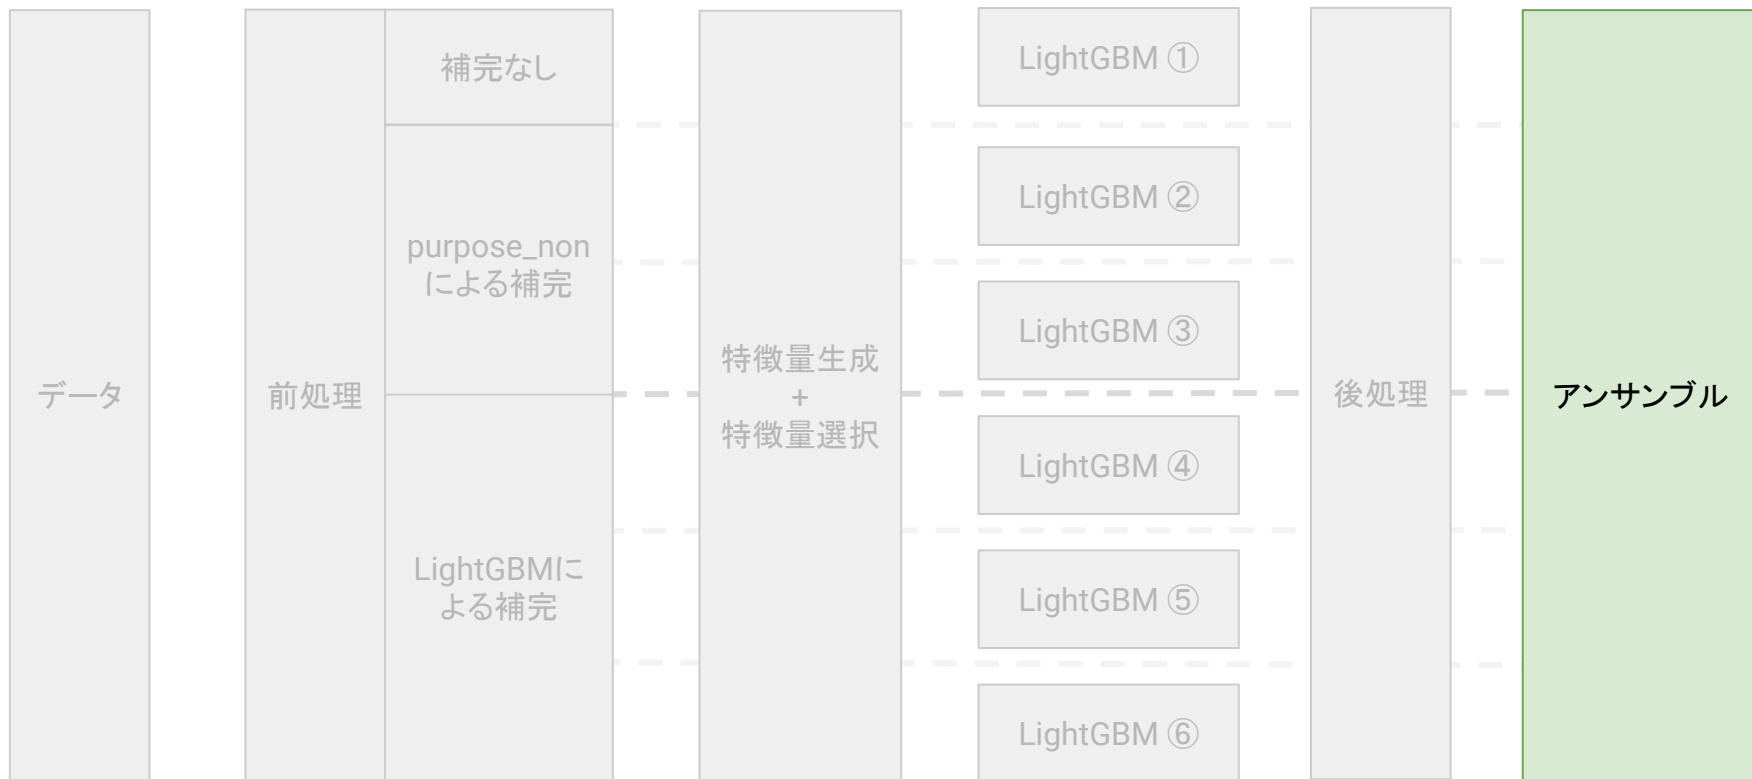 データ
前処理
補完なし
purpose_non
による補完
LightGBMに
よる補完
特徴量生成
+
特徴量選択
LightGBM ①
LightGBM ②
LightGBM ③
LightGBM ④
LightGBM ⑤
LightGBM ⑥
後処理
アンサンブル